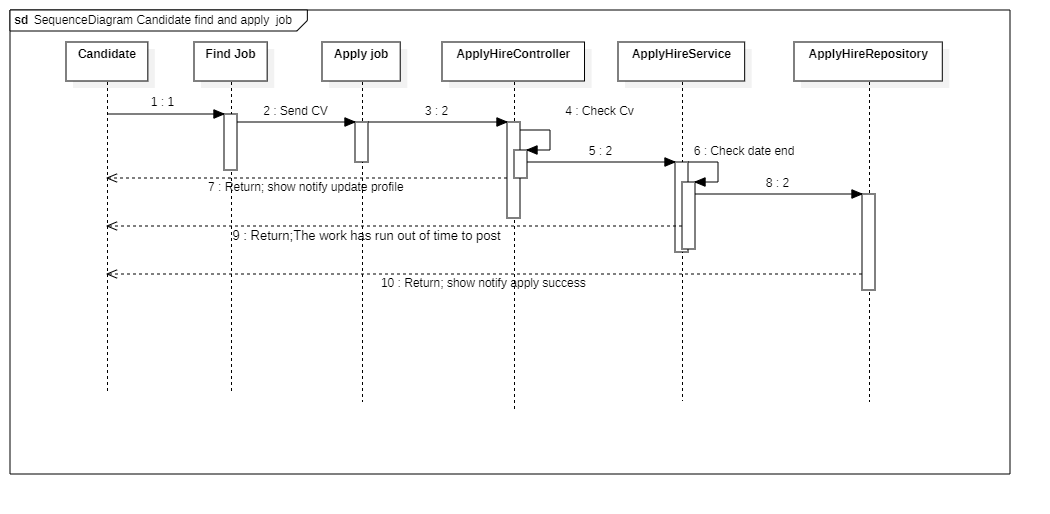 sd SequenceDiagram Candidate find and apply job
Candidate
Find Job
Apply job
ApplyHireController
ApplyHireService
ApplyHireRepository
1 : 1
2 : Send CV
3 : 2
4 : Check Cv
5 : 2
6 : Check date end
7 : Return; show notify update profile
8 : 2
9 : Return;The work has run out of time to post
10 : Return; show notify apply success